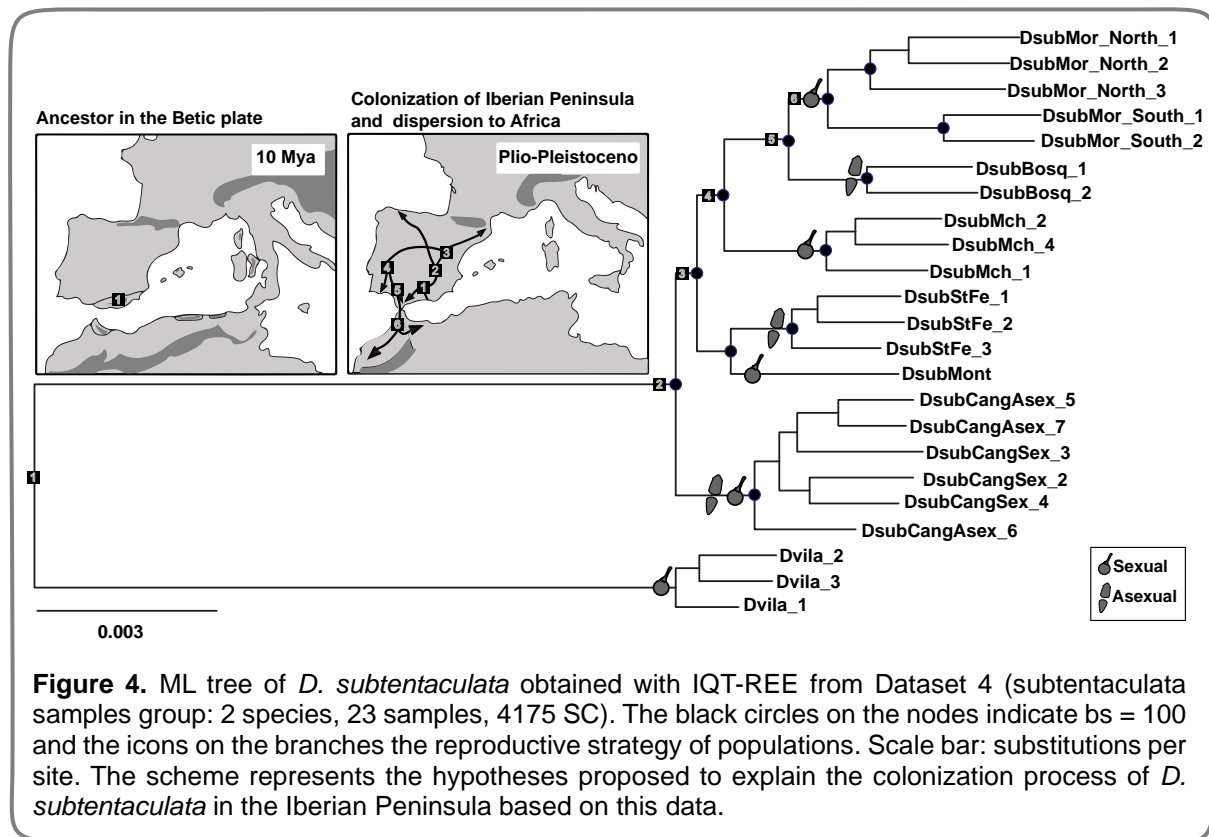 Ancestor in the Betic plate
10 Mya
1
Colonization of Iberian Peninsula
and dispersion to Africa
Plio-Pleistoceno
3
4
2
5
1
6
DsubMor_North_1
DsubMor_North_2
6
DsubMor_North_3
DsubMor_South_1
5
DsubMor_South_2
DsubBosq_1
DsubBosq_2
4
DsubMch_2
DsubMch_4
3
DsubMch_1
DsubStFe_1
DsubStFe_2
DsubStFe_3
DsubMont
2
DsubCangAsex_5
DsubCangAsex_7
DsubCangSex_3
1
DsubCangSex_2
DsubCangSex_4
DsubCangAsex_6
Dvila_2
Dvila_3
Dvila_1
Sexual
Asexual
0.003
Figure 4. ML tree of D. subtentaculata obtained with IQT-REE from Dataset 4 (subtentaculata
samples group: 2 species, 23 samples, 4175 SC). The black circles on the nodes indicate bs = 100
and the icons on the branches the reproductive strategy of populations. Scale bar: substitutions per
site. The scheme represents the hypotheses proposed to explain the colonization process of D.
subtentaculata in the Iberian Peninsula based on this data.